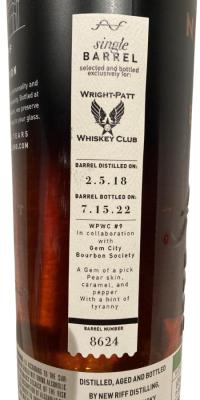 single
BARREL
selected and bottled
exclusively for:
WRIGHT-PATT
WHISKEY CLUB
BARREL DISTILLED ON:
2.5.18
BARREL BOTTLED ON:
7.15.22
WPWC #9
In collaboration
with
Gem City
Bourbon Society
A Gem of a pick
Pear skin,
caramel, and
pepper
With a hint of
tyranny
BARREL NUMBER
8624
DISTILLED, AGED AND BOTTLED
BY NEW RIFF DISTILLING,